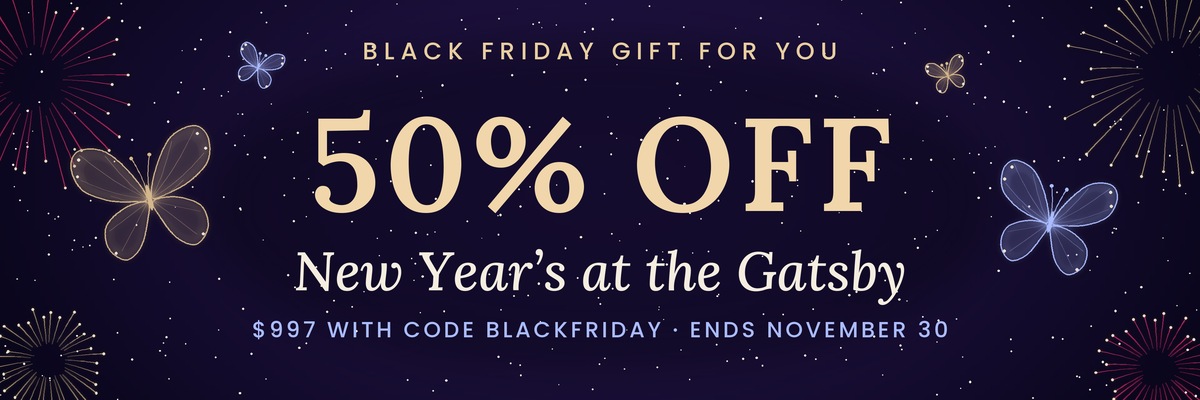 BLACK FRIDAY GIFT FOR YOU
50% OFF
New Year’s at the Gatsby
$997 WITH CODE BLACKFRIDAY · ENDS NOVEMBER 30